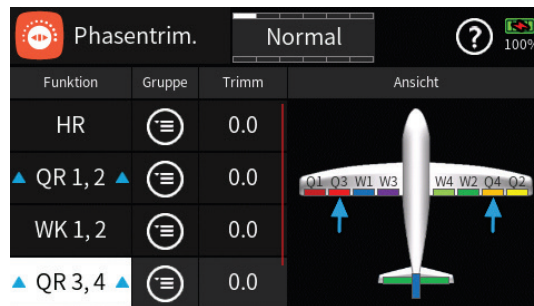 Phasentrim.
Normal
?
100%
Funktion Gruppe Trimm Ansicht
HR 0.0
QR 1, 2 0.0
WK 1, 2 0.0
QR 3, 4 0.0
Q1 Q3 W1 W3 W4 W2 Q4 Q2